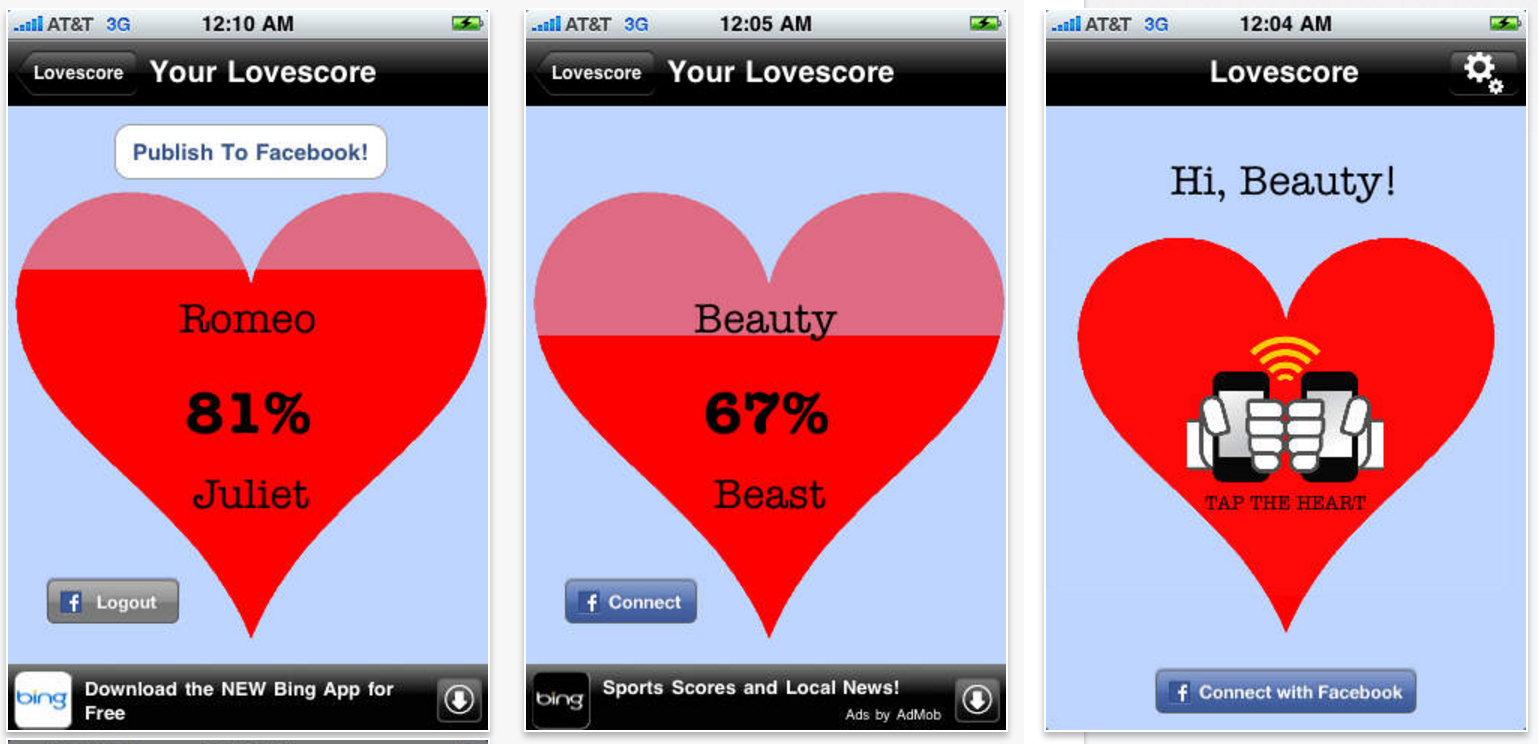 AT&T 3G 12:10 AM
Lovescore Your Lovescore
Publish To Facebook!
Romeo
81%
Juliet
f Logout
bing Download the NEW Bing App for
Free
AT&T 3G 12:05 AM
Lovescore Your Lovescore
Beauty
67%
Beast
f Connect
bing Sports Scores and Local News!
Ads by AdMob
AT&T 3G 12:04 AM
Lovescore
Hi, Beauty!
TAP THE HEART
f Connect with Facebook